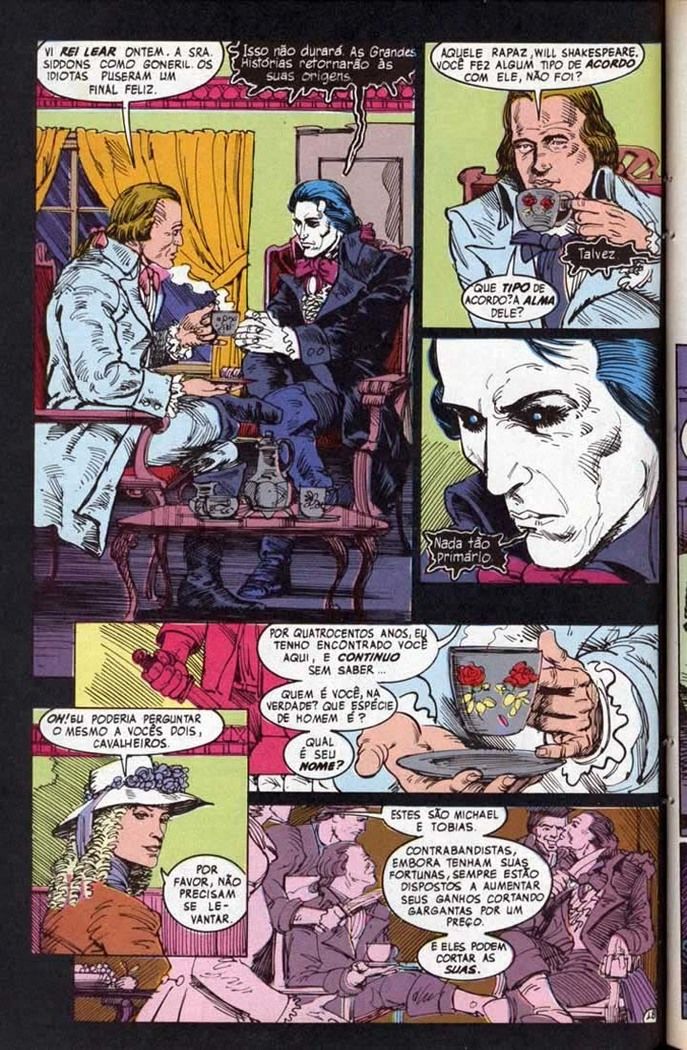 VI REI LEAR ONTEM. A SRA.
SIDDONS COMO GONERIL. OS
IDIOTAS PUSERAM UM
FINAL FELIZ.
Isso não durará. As Grandes
Histórias retornarão às
suas origens.
AQUELE RAPAZ, WILL SHAKESPEARE.
VOCÊ FEZ ALGUM TIPO DE ACORDO
COM ELE, NÃO FOI?
Talvez.
QUE TIPO DE
ACORDO? A ALMA
DELE?
Nada tão
primário.
POR QUATROCENTOS ANOS, EU
TENHO ENCONTRADO VOCÊ
AQUI, E CONTINUO
SEM SABER...
QUEM É VOCÊ, NA
VERDADE? QUE ESPÉCIE
DE HOMEM É?
QUAL
É SEU
NOME?
OH! EU PODERIA PERGUNTAR
O MESMO A VOCÊS DOIS,
CAVALHEIROS.
POR
FAVOR, NÃO
PRECISAM
SE LE-
VANTAR.
ESTES SÃO MICHAEL
E TOBIAS.
CONTRABANDISTAS,
EMBORA TENHAM SUAS
FORTUNAS, SEMPRE ESTÃO
DISPOSTOS A AUMENTAR
SEUS GANHOS CORTANDO
GARGANTAS POR UM
PREÇO.
E ELES PODEM
CORTAR AS
SUAS.